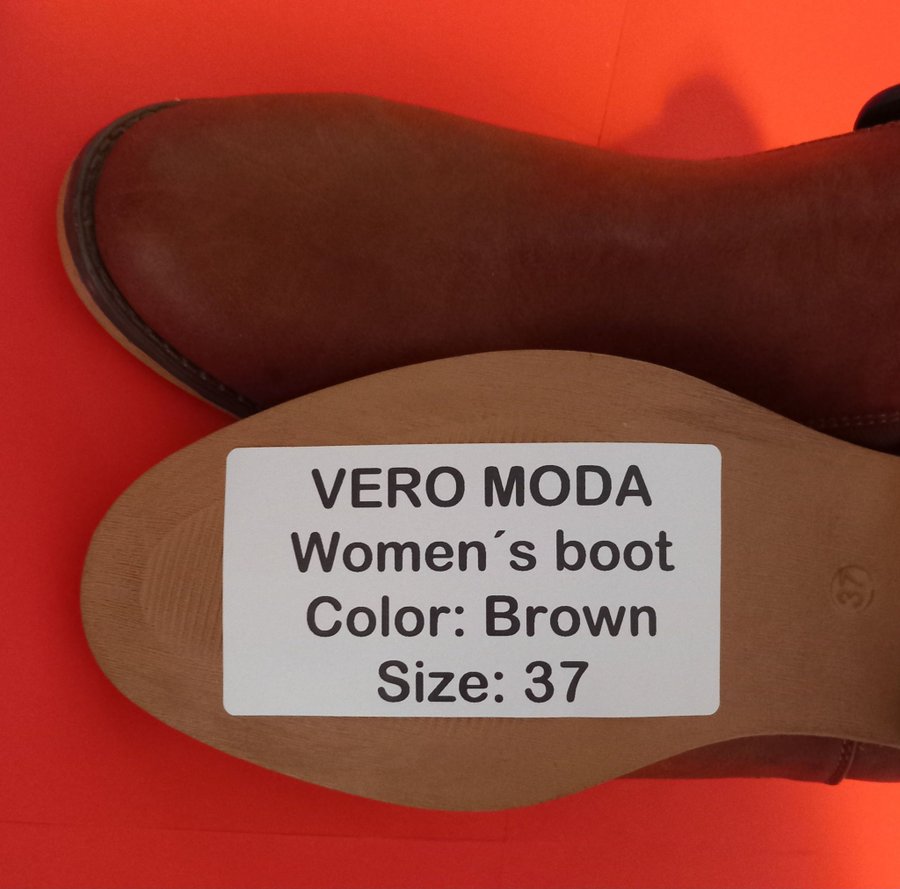 VERO MODA
Women´s boot
Color: Brown
Size: 37
37